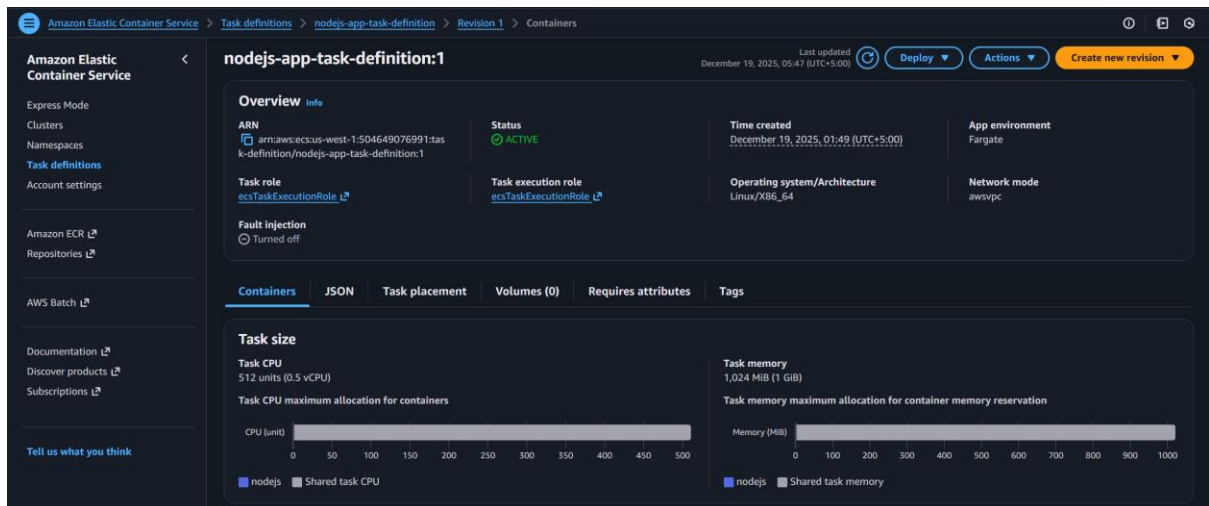 Amazon Elastic Container Service > Task definitions > nodejs-app-task-definition > Revision 1 > Containers
Amazon Elastic
Container Service
Express Mode
Clusters
Namespaces
Task definitions
Account settings
Amazon ECR
Repositories
AWS Batch
Documentation
Discover products
Subscriptions
Tell us what you think
nodejs-app-task-definition:1
Last updated
December 19, 2025, 05:47 (UTC+5:00)
Deploy
Actions
Create new revision
Overview Info
ARN
arn:aws:ecs:us-west-1:504649076991:tas
k-definition/nodejs-app-task-definition:1
Status
ACTIVE
Time created
December 19, 2025, 01:49 (UTC+5:00)
App environment
Fargate
Task role
ecsTaskExecutionRole
Task execution role
ecsTaskExecutionRole
Operating system/Architecture
Linux/X86_64
Network mode
awsvpc
Fault injection
Turned off
Containers JSON Task placement Volumes (0) Requires attributes Tags
Task size
Task CPU
512 units (0.5 vCPU)
Task CPU maximum allocation for containers
CPU (unit)
0 50 100 150 200 250 300 350 400 450 500
nodejs Shared task CPU
Task memory
1,024 MiB (1 GiB)
Task memory maximum allocation for container memory reservation
Memory (MiB)
0 100 200 300 400 500 600 700 800 900 1000
nodejs Shared task memory